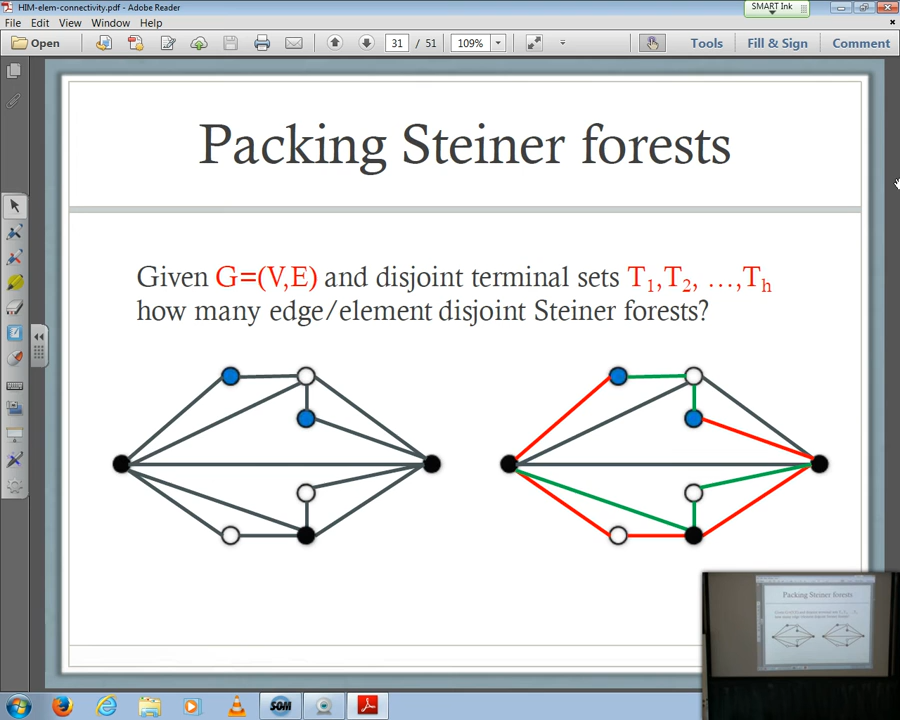 HIM-elem-connectivity.pdf - Adobe Reader
SMART Ink
File Edit View Window Help
Open 31 / 51 109% Tools Fill & Sign Comment
Packing Steiner forests
Given G=(V,E) and disjoint terminal sets T1,T2, …,Th
how many edge/element disjoint Steiner forests?
SOM
Packing Steiner forests